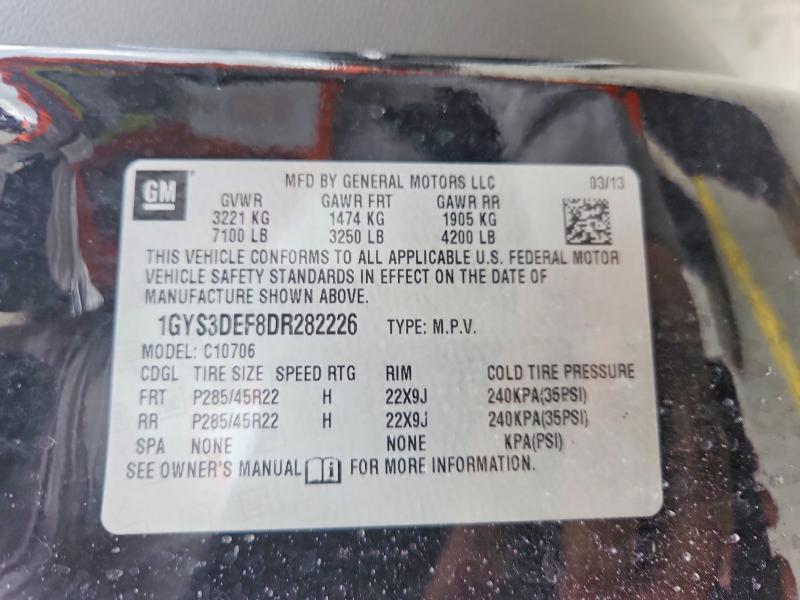 GM MFD BY GENERAL MOTORS LLC 03/13
GVWR GAWR FRT GAWR RR
3221 KG 1474 KG 1905 KG
7100 LB 3250 LB 4200 LB
THIS VEHICLE CONFORMS TO ALL APPLICABLE U.S. FEDERAL MOTOR
VEHICLE SAFETY STANDARDS IN EFFECT ON THE DATE OF
MANUFACTURE SHOWN ABOVE.
1GYS3DEF8DR282226 TYPE: M.P.V.
MODEL: C10706
CDGL TIRE SIZE SPEED RTG RIM COLD TIRE PRESSURE
FRT P285/45R22 H 22X9J 240KPA(35PSI)
RR P285/45R22 H 22X9J 240KPA(35PSI)
SPA NONE NONE KPA(PSI)
SEE OWNER'S MANUAL FOR MORE INFORMATION.